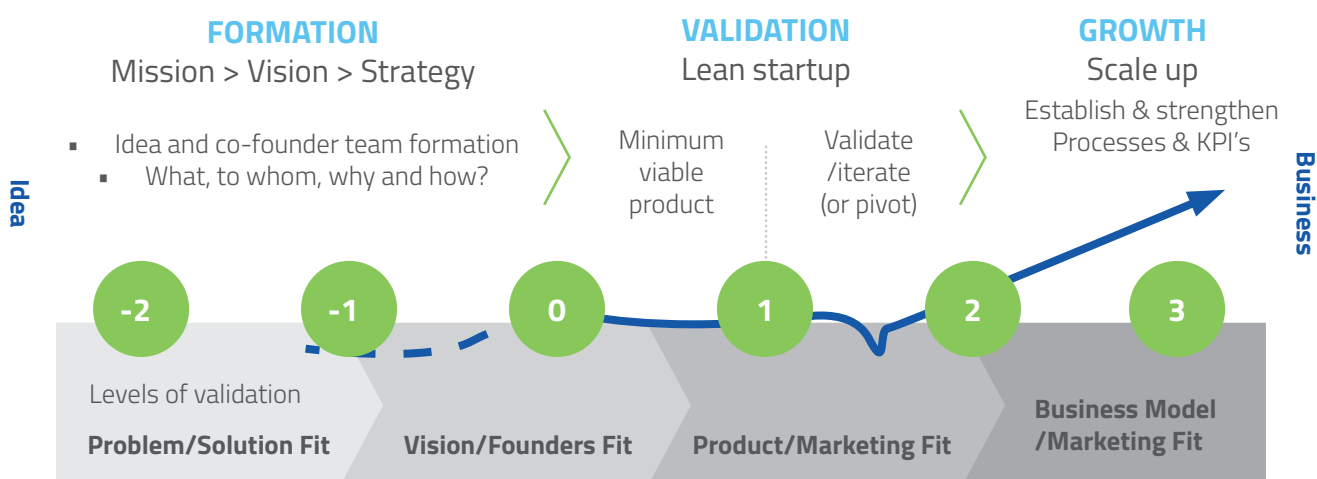 FORMATION
Mission > Vision > Strategy
▪ Idea and co-founder team formation
▪ What, to whom, why and how?
VALIDATION
Lean startup
Minimum
viable
product
Validate
/iterate
(or pivot)
GROWTH
Scale up
Establish & strengthen
Processes & KPI's
Idea
Business
-2
-1
0
1
2
3
Levels of validation
Problem/Solution Fit
Vision/Founders Fit
Product/Marketing Fit
Business Model
/Marketing Fit